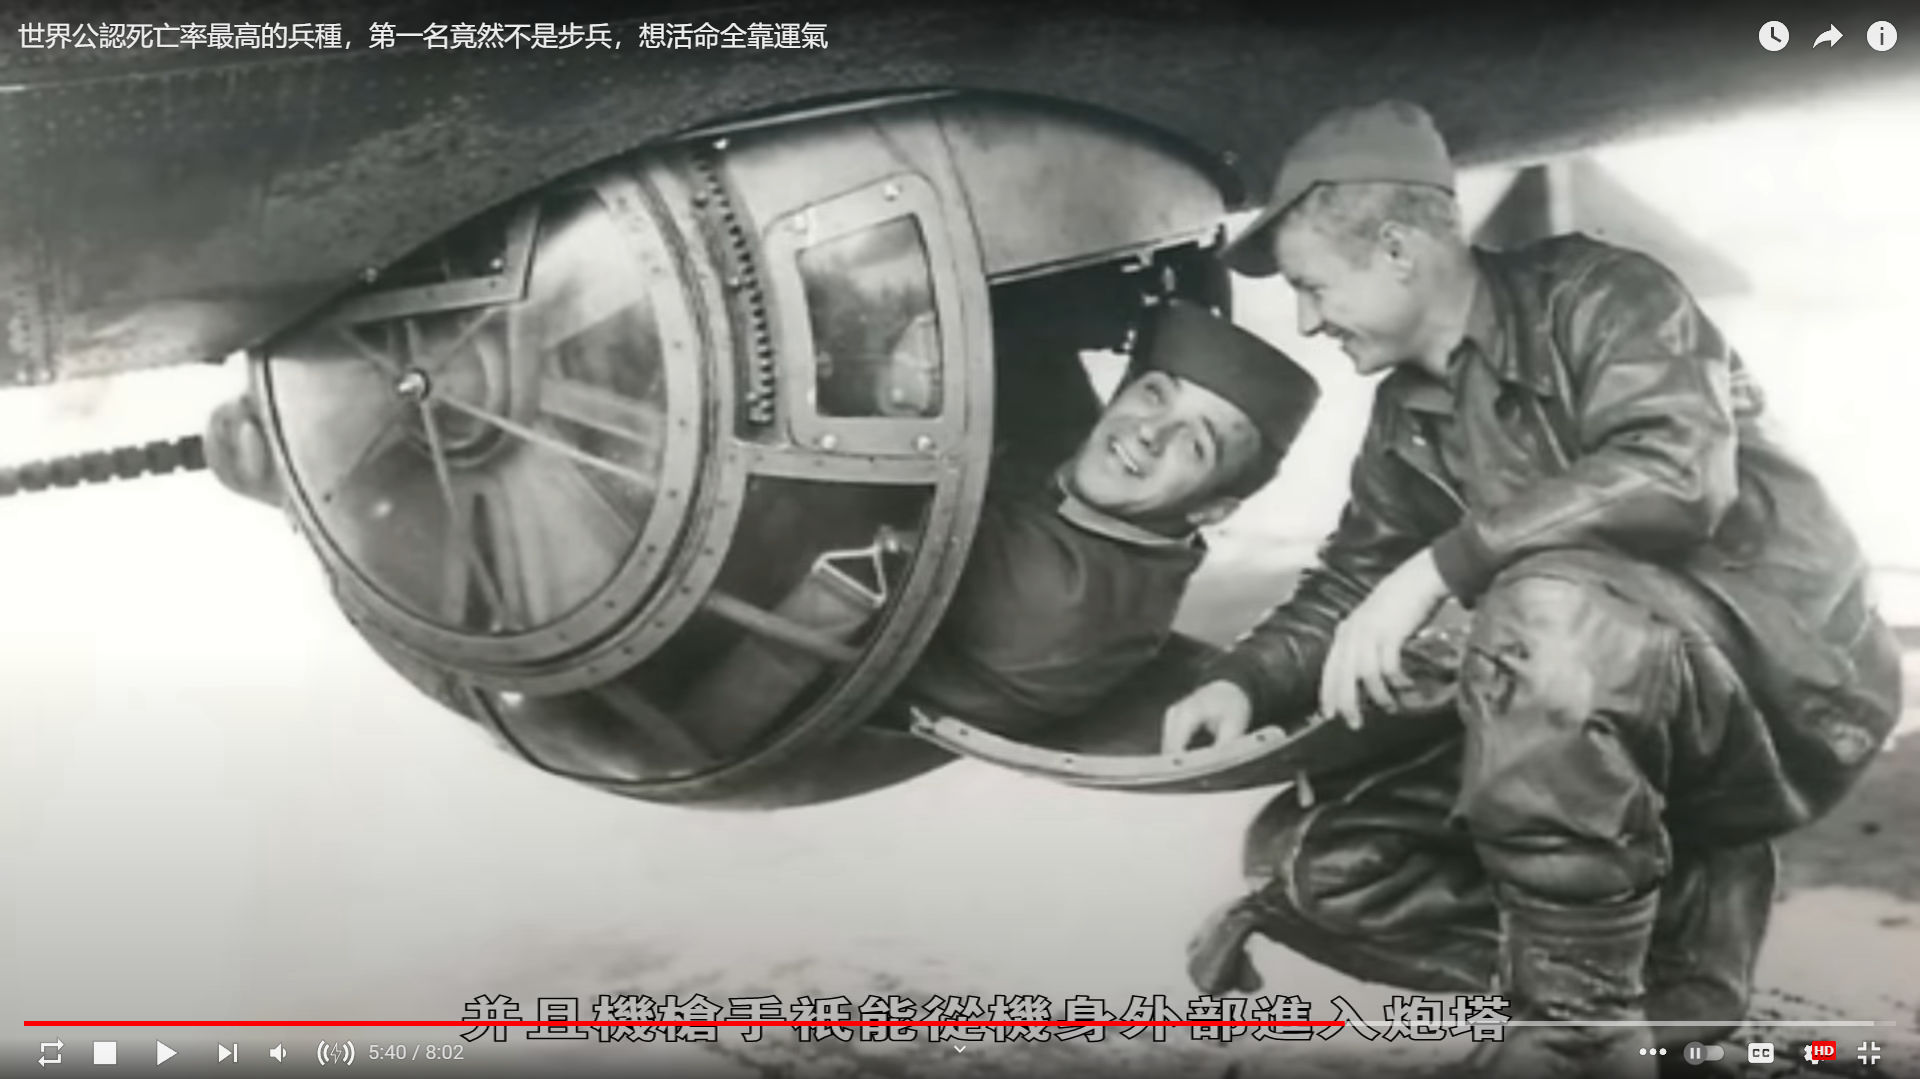 世界公認死亡率最高的兵種，第一名竟然不是步兵，想活命全靠運氣
并且機槍手祇能從機身外部進入炮塔
5:40 / 8:02
CC
HD